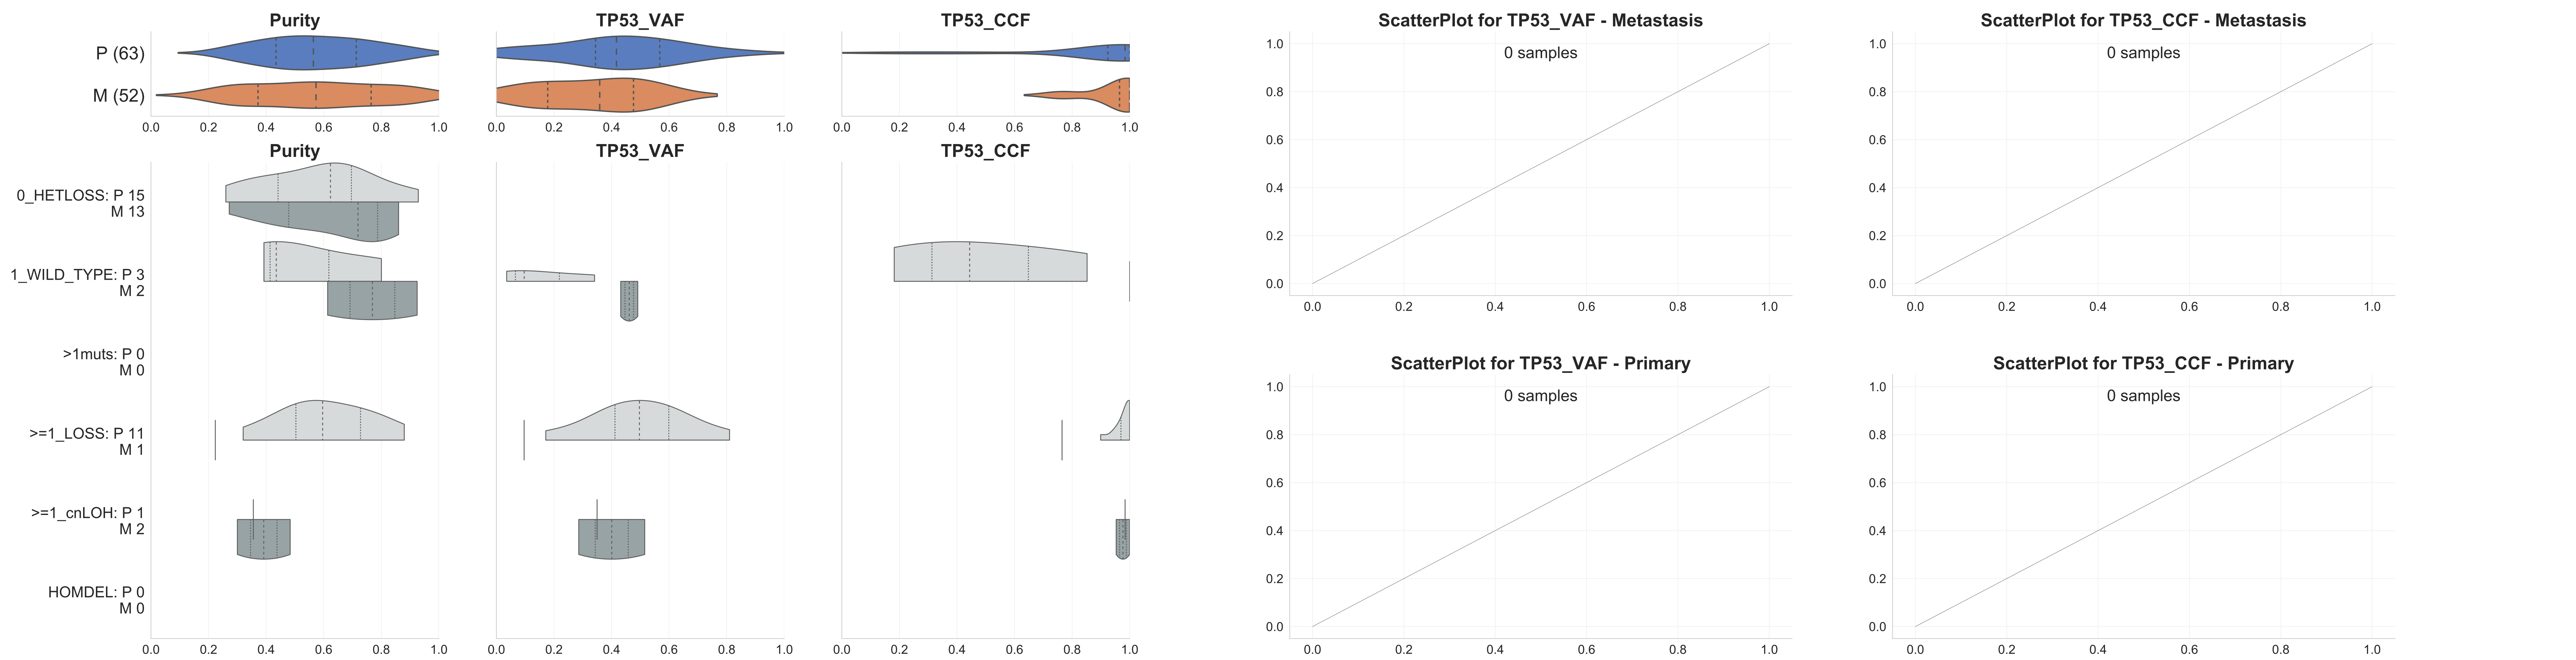 Purity
TP53_VAF
TP53_CCF
P (63)
M (52)
0.0 0.2 0.4 0.6 0.8 1.0
0.0 0.2 0.4 0.6 0.8 1.0
0.0 0.2 0.4 0.6 0.8 1.0
Purity
TP53_VAF
TP53_CCF
0_HETLOSS: P 15
M 13
1_WILD_TYPE: P 3
M 2
>1muts: P 0
M 0
>=1_LOSS: P 11
M 1
>=1_cnLOH: P 1
M 2
HOMDEL: P 0
M 0
0.0 0.2 0.4 0.6 0.8 1.0
0.0 0.2 0.4 0.6 0.8 1.0
0.0 0.2 0.4 0.6 0.8 1.0
ScatterPlot for TP53_VAF - Metastasis
0 samples
1.0
0.8
0.6
0.4
0.2
0.0
0.0 0.2 0.4 0.6 0.8 1.0
ScatterPlot for TP53_CCF - Metastasis
0 samples
1.0
0.8
0.6
0.4
0.2
0.0
0.0 0.2 0.4 0.6 0.8 1.0
ScatterPlot for TP53_VAF - Primary
0 samples
1.0
0.8
0.6
0.4
0.2
0.0
0.0 0.2 0.4 0.6 0.8 1.0
ScatterPlot for TP53_CCF - Primary
0 samples
1.0
0.8
0.6
0.4
0.2
0.0
0.0 0.2 0.4 0.6 0.8 1.0